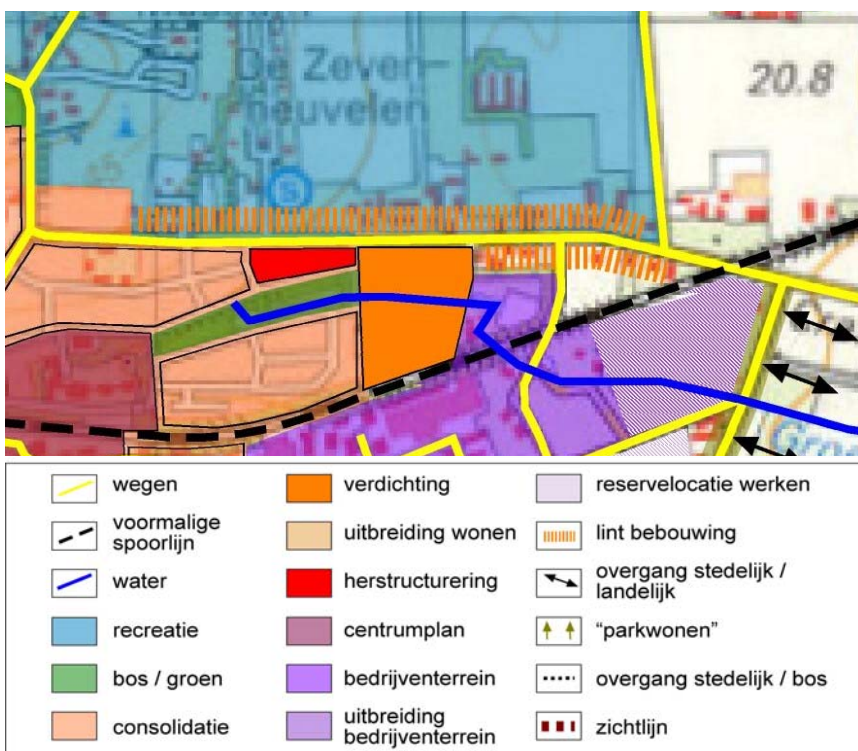 De Zeven-
heuvelen
20.8
S
wegen
voormalige
spoorlijn
water
recreatie
bos / groen
consolidatie
verdichting
uitbreiding wonen
herstructurering
centrumplan
bedrijventerrein
uitbreiding
bedrijventerrein
reservelocatie werken
lint bebouwing
overgang stedelijk /
landelijk
“parkwonen”
overgang stedelijk / bos
zichtlijn